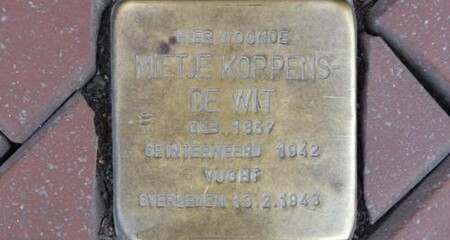 HIER WOONDE
MIETJE KOPPENS-
DE WIT
GEB. 1867
GEINTERNEERD 1942
VUGHT
OVERLEDEN 13.2.1943